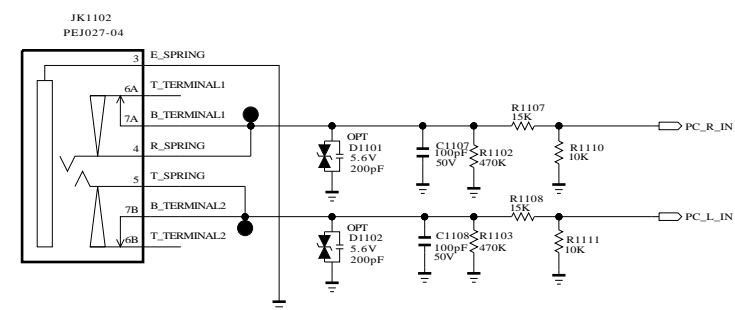 JK1102
PEJ027-04
3 E_SPRING
6A T_TERMINAL1
7A B_TERMINAL1
4 R_SPRING
5 T_SPRING
7B B_TERMINAL2
6B T_TERMINAL2
OPT
D1101
5.6V
200pF
C1107
100pF
50V
R1102
470K
R1107
15K
R1110
10K
PC_R_IN
OPT
D1102
5.6V
200pF
C1108
100pF
50V
R1103
470K
R1108
15K
R1111
10K
PC_L_IN